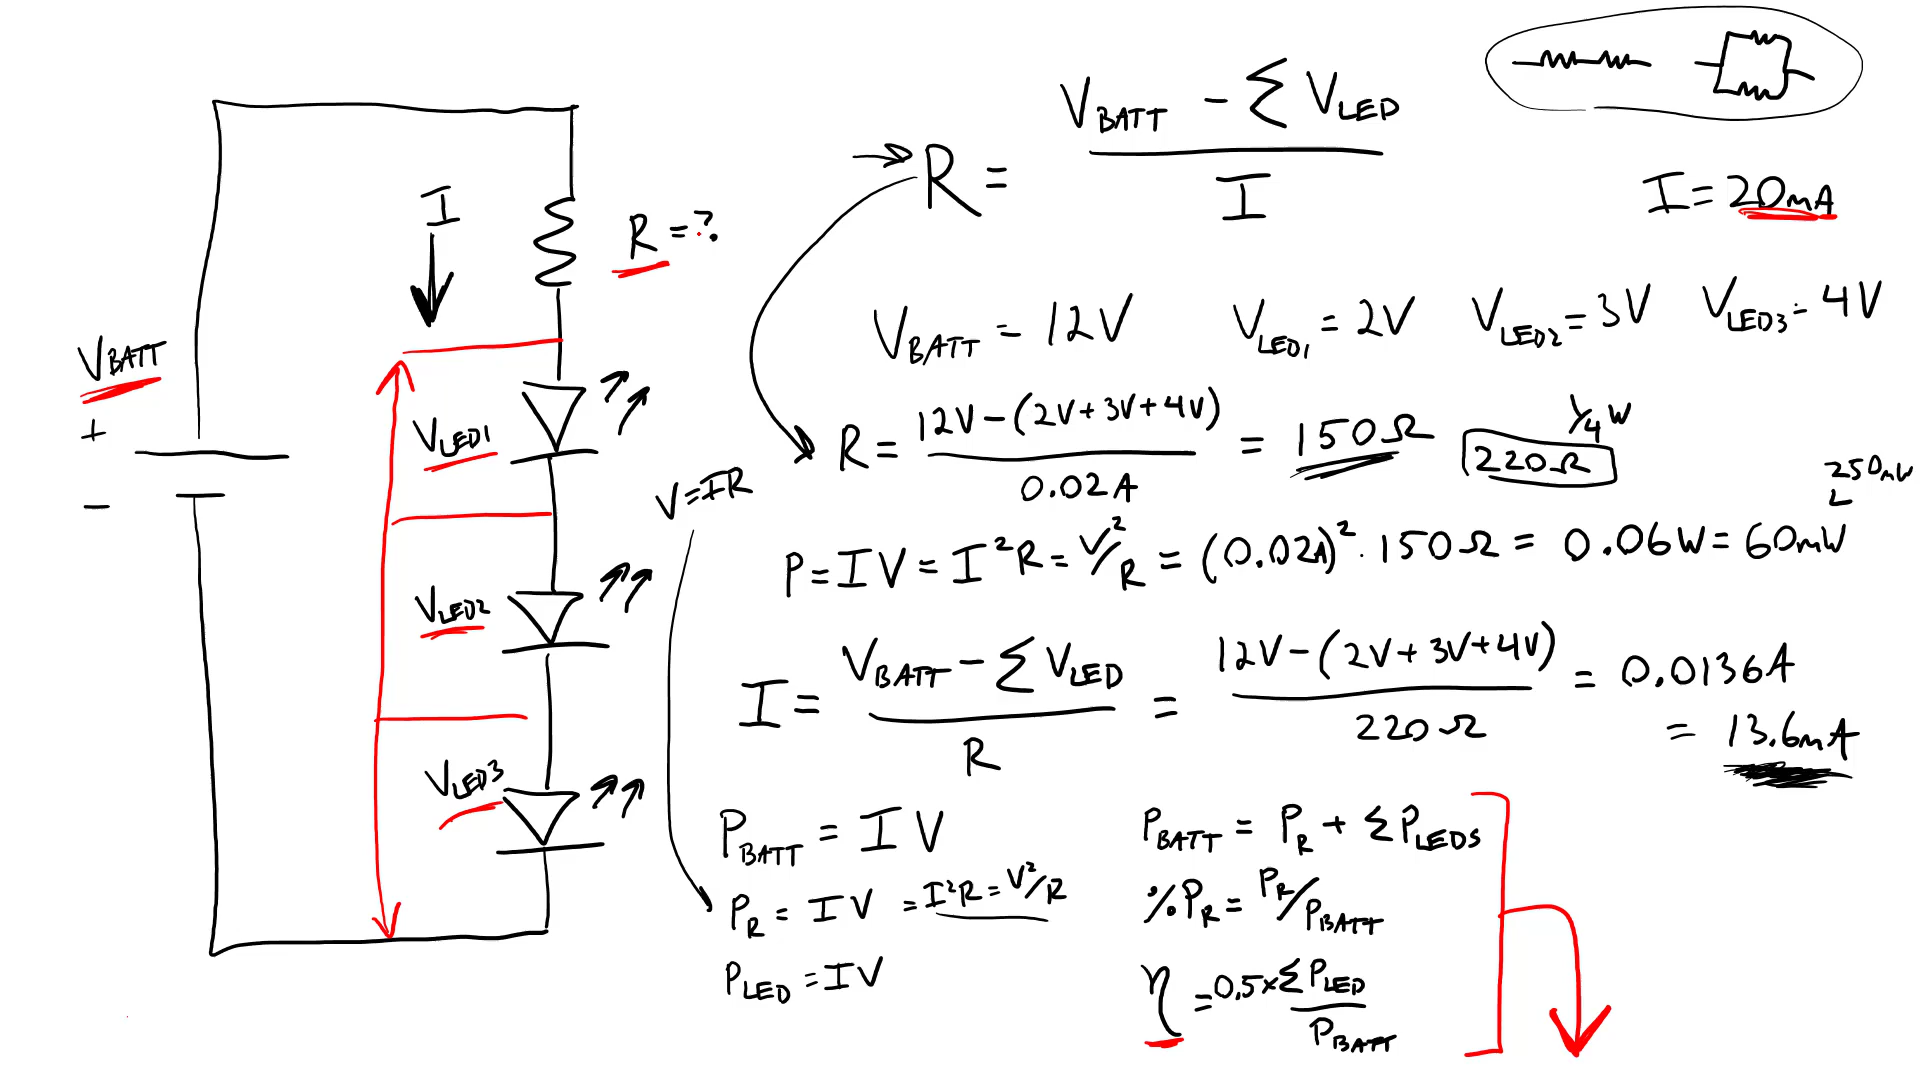 I
R = ?
V_BATT
+
-
V_LED1
V_LED2
V_LED3
R = (V_BATT - Σ V_LED) / I
I = 20mA
V_BATT = 12V V_LED1 = 2V V_LED2 = 3V V_LED3 = 4V
R = (12V - (2V + 3V + 4V)) / 0.02A = 150Ω 220Ω 1/4 W
V = IR
250mW
P = IV = I²R = V²/R = (0.02A)² · 150Ω = 0.06W = 60mW
I = (V_BATT - Σ V_LED) / R = (12V - (2V + 3V + 4V)) / 220Ω = 0.0136A
= 13.6mA
P_BATT = IV
P_R = IV = I²R = V²/R
P_LED = IV
P_BATT = P_R + Σ P_LEDS
% P_R = P_R / P_BATT
η = 0.5 × Σ P_LED / P_BATT